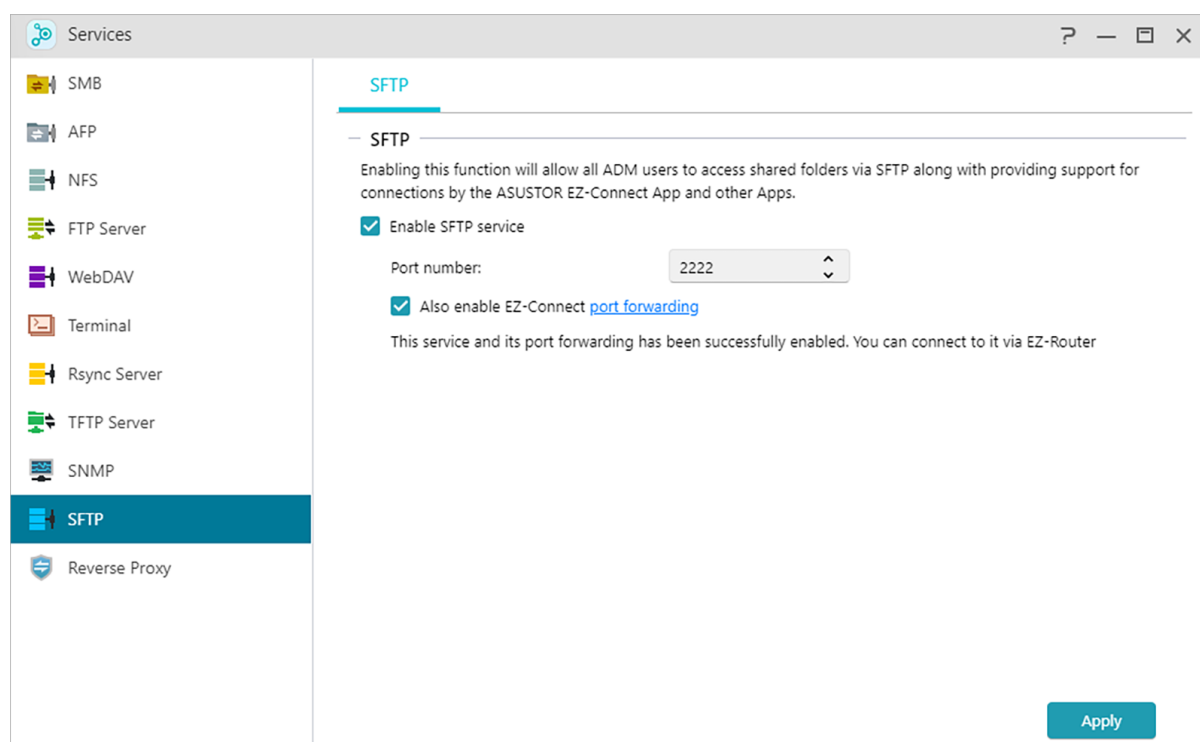 Services
SMB
AFP
NFS
FTP Server
WebDAV
Terminal
Rsync Server
TFTP Server
SNMP
SFTP
Reverse Proxy
SFTP
SFTP
Enabling this function will allow all ADM users to access shared folders via SFTP along with providing support for
connections by the ASUSTOR EZ-Connect App and other Apps.
Enable SFTP service
Port number: 2222
Also enable EZ-Connect port forwarding
This service and its port forwarding has been successfully enabled. You can connect to it via EZ-Router
Apply